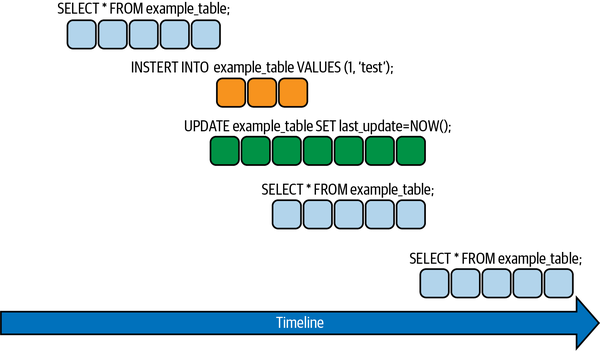 SELECT * FROM example_table;
INSTERT INTO example_table VALUES (1, ‘test’);
UPDATE example_table SET last_update=NOW();
SELECT * FROM example_table;
SELECT * FROM example_table;
Timeline